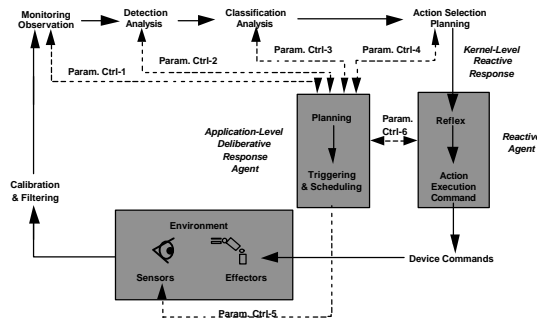 Monitoring
Observation
Detection
Analysis
Classification
Analysis
Action Selection
Planning
Param. Ctrl-1
Param. Ctrl-2
Param. Ctrl-3
Param. Ctrl-4
Kernel-Level
Reactive
Response
Application-Level
Deliberative
Response
Agent
Planning
Triggering
& Scheduling
Param.
Ctrl-6
Reflex
Action
Execution
Command
Reactive
Agent
Calibration
& Filtering
Environment
Sensors
Effectors
Device Commands
Param. Ctrl-5